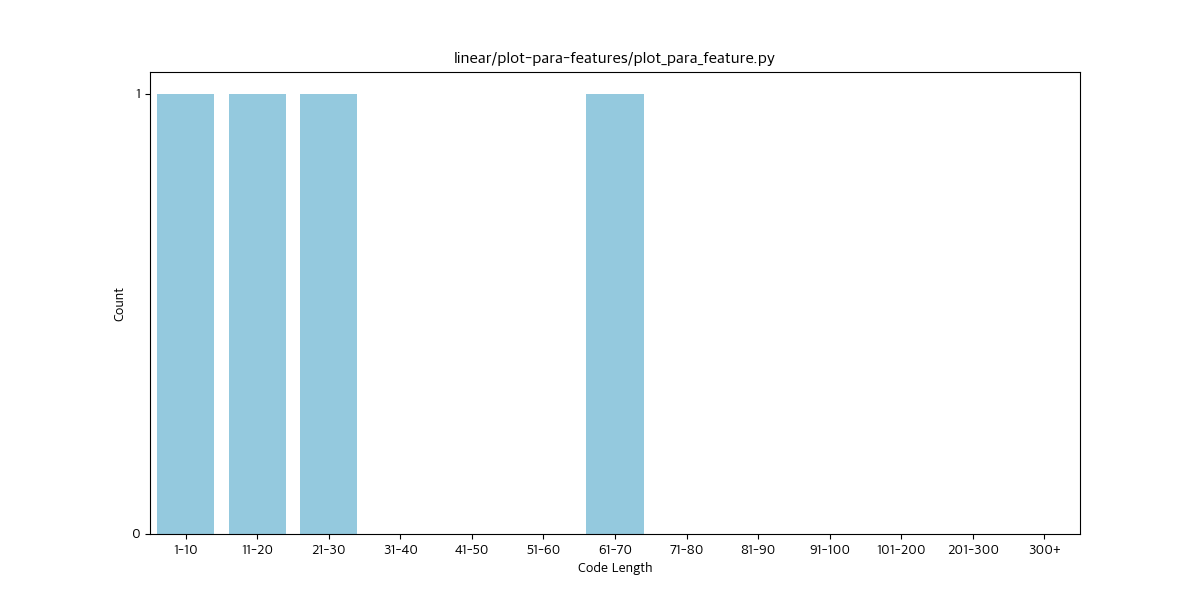 linear/plot-para-features/plot_para_feature.py
1
Count
0
1-10 11-20 21-30 31-40 41-50 51-60 61-70 71-80 81-90 91-100 101-200 201-300 300+
Code Length